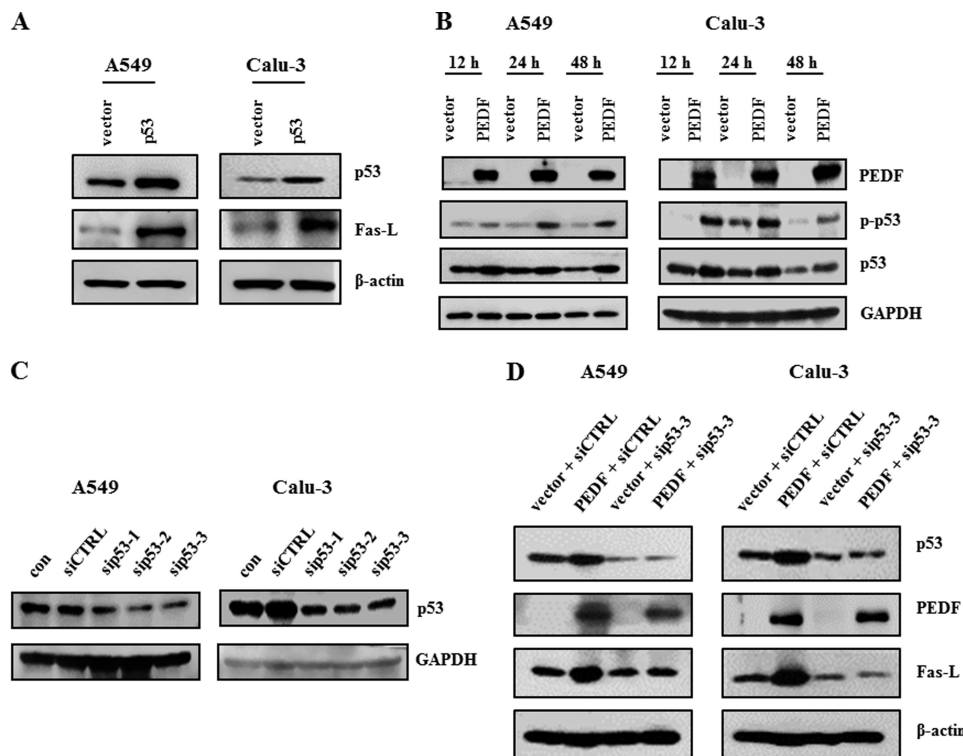 A
A549
Calu-3
vector
p53
vector
p53
p53
Fas-L
β-actin
B
A549
Calu-3
12 h
24 h
48 h
12 h
24 h
48 h
vector
PEDF
vector
PEDF
vector
PEDF
vector
PEDF
vector
PEDF
vector
PEDF
PEDF
p-p53
p53
GAPDH
C
A549
Calu-3
con
siCTRL
sip53-1
sip53-2
sip53-3
con
siCTRL
sip53-1
sip53-2
sip53-3
p53
GAPDH
D
A549
Calu-3
vector + siCTRL
PEDF + siCTRL
vector + sip53-3
PEDF + sip53-3
vector + siCTRL
PEDF + siCTRL
vector + sip53-3
PEDF + sip53-3
p53
PEDF
Fas-L
β-actin